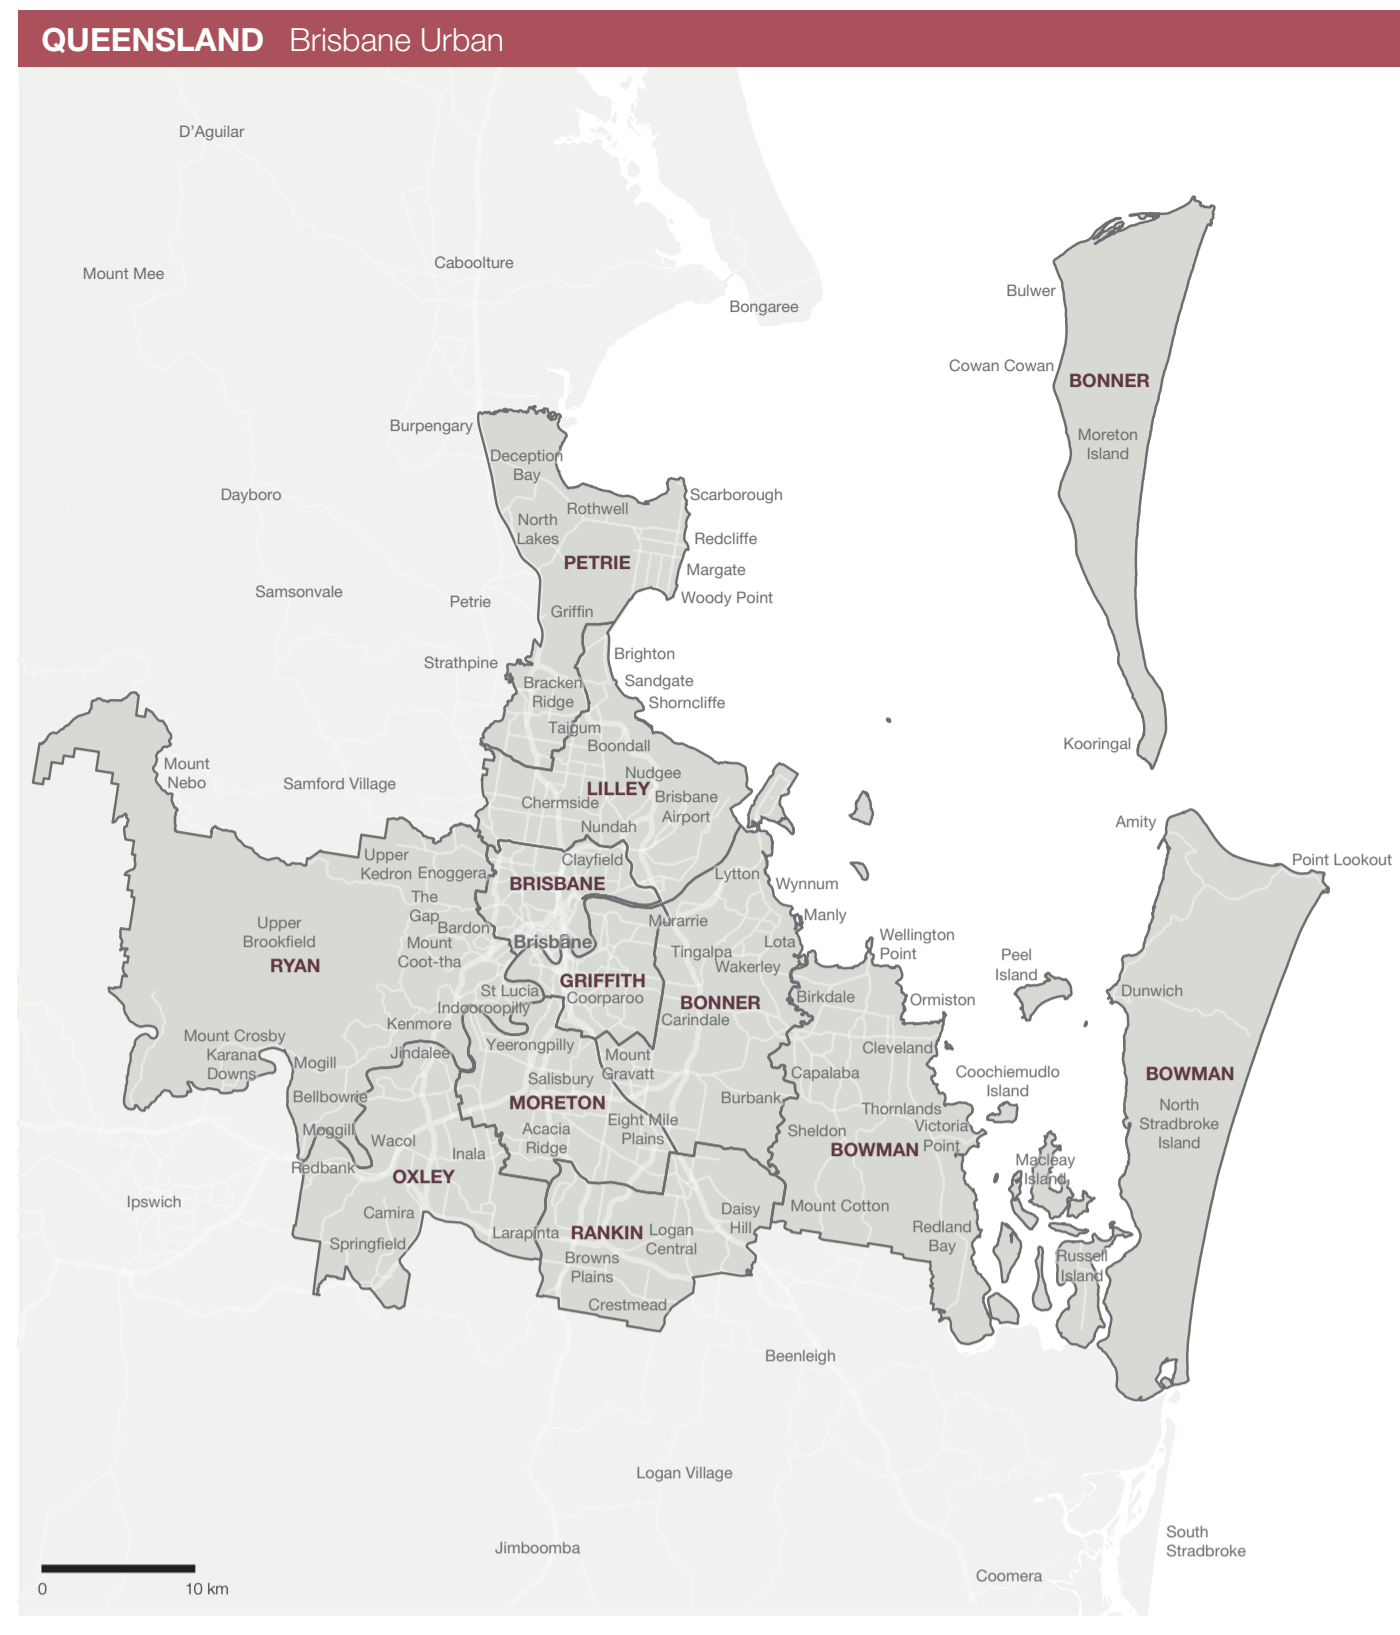 QUEENSLAND Brisbane Urban
D'Aguilar
Mount Mee
Caboolture
Bongaree
Bulwer
Cowan Cowan
BONNER
Moreton
Island
Burpengary
Deception
Bay
Dayboro
Rothwell
Scarborough
North
Lakes
Redcliffe
PETRIE
Margate
Samsonvale
Petrie
Woody Point
Griffin
Strathpine
Brighton
Bracken
Ridge
Sandgate
Shorncliffe
Taigum
Boondall
Kooringal
Mount
Nebo
Samford Village
Nudgee
LILLEY
Chermside
Brisbane
Airport
Nundah
Amity
Point Lookout
Upper
Kedron
Enoggera
Clayfield
BRISBANE
Lytton
Wynnum
The
Gap
Bardon
Murarrie
Manly
Upper
Brookfield
Mount
Coot-tha
Brisbane
Tingalpa
Lota
Wakerley
Wellington
Point
Peel
Island
RYAN
GRIFFITH
Coorparoo
St Lucia
Indooroopilly
BONNER
Birkdale
Ormiston
Dunwich
Carindale
Kenmore
Mount Crosby
Karana
Downs
Mogill
Jindalee
Yeerongpilly
Mount
Gravatt
Cleveland
Capalaba
Coochiemudlo
Island
BOWMAN
Salisbury
Bellbowrie
MORETON
Burbank
Thornlands
Victoria
Point
North
Stradbroke
Island
Moggill
Wacol
Acacia
Ridge
Eight Mile
Plains
Sheldon
BOWMAN
Inala
Redbank
OXLEY
Macleay
Island
Ipswich
Camira
Daisy
Hill
Mount Cotton
Springfield
Larapinta
RANKIN
Logan
Central
Redland
Bay
Browns
Plains
Russell
Island
Crestmead
Beenleigh
Logan Village
Jimboomba
South
Stradbroke
Coomera
0
10 km